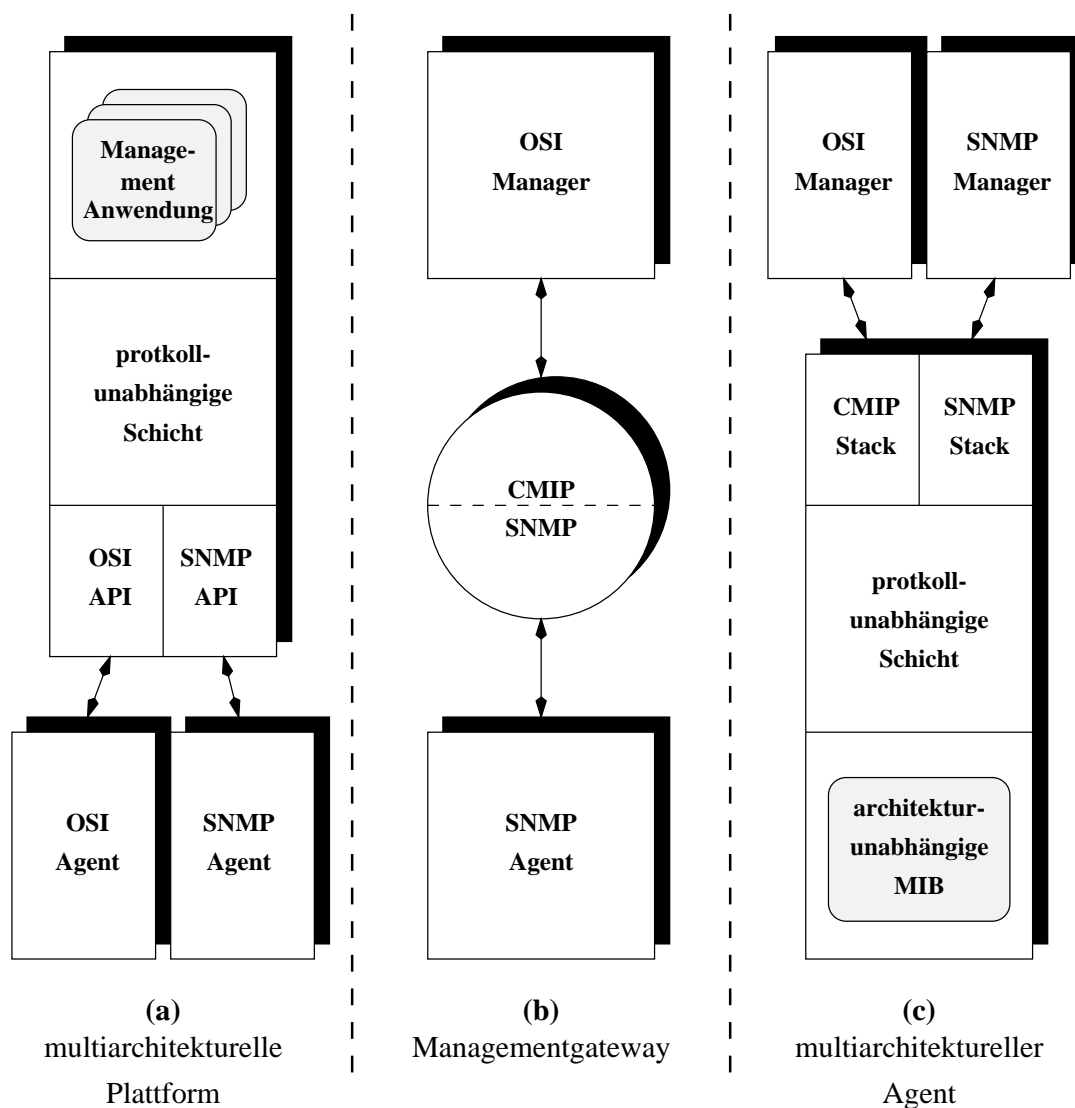 Manage-
ment
Anwendung
protkoll-
unabhängige
Schicht
OSI
API
SNMP
API
OSI
Agent
SNMP
Agent
(a)
multiarchitekturelle
Plattform
OSI
Manager
CMIP
SNMP
SNMP
Agent
(b)
Managementgateway
OSI
Manager
SNMP
Manager
CMIP
Stack
SNMP
Stack
protkoll-
unabhängige
Schicht
architektur-
unabhängige
MIB
(c)
multiarchitektureller
Agent